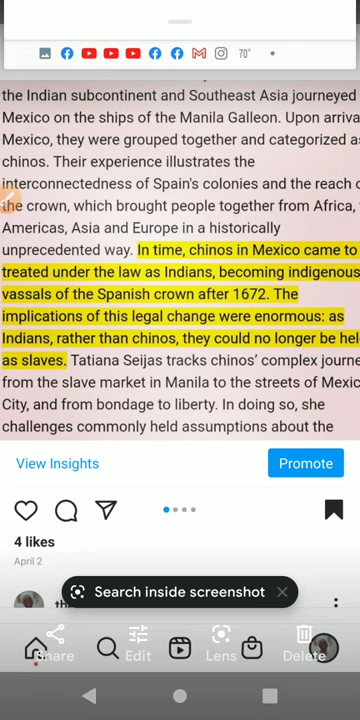 70°
the Indian subcontinent and Southeast Asia journeyed
Mexico on the ships of the Manila Galleon. Upon arriva
Mexico, they were grouped together and categorized a
chinos. Their experience illustrates the
interconnectedness of Spain's colonies and the reach o
the crown, which brought people together from Africa,
Americas, Asia and Europe in a historically
unprecedented way. In time, chinos in Mexico came to
treated under the law as Indians, becoming indigenous
vassals of the Spanish crown after 1672. The
implications of this legal change were enormous: as
Indians, rather than chinos, they could no longer be hel
as slaves. Tatiana Seijas tracks chinos' complex journe
from the slave market in Manila to the streets of Mexic
City, and from bondage to liberty. In doing so, she
challenges commonly held assumptions about the
View Insights
Promote
4 likes
April 2
Search inside screenshot
Share
Edit
Lens
Delete